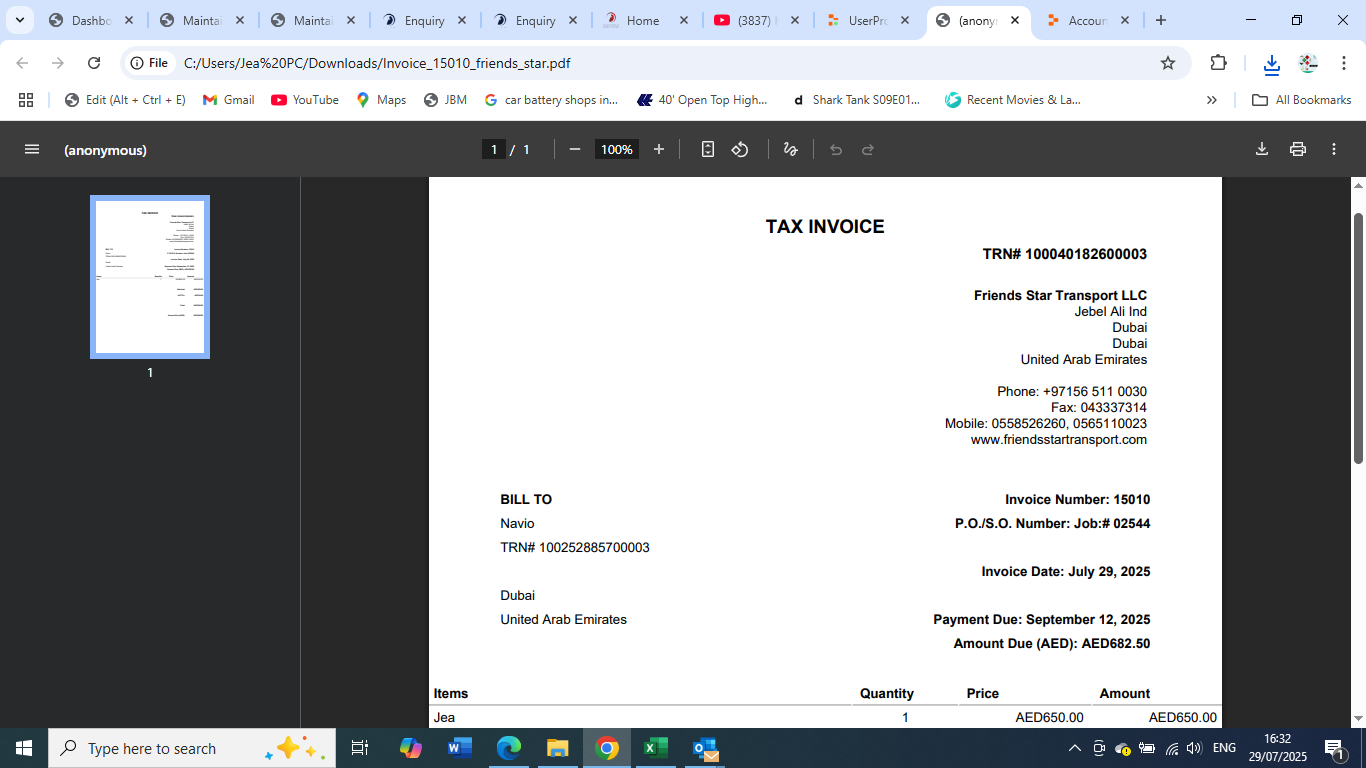 Dashbo
Maintai
Maintai
Enquiry
Enquiry
Home
(3837)
UserPro
(anony
Accoun
File C:/Users/Jea%20PC/Downloads/Invoice_15010_friends_star.pdf
Edit (Alt + Ctrl + E) Gmail YouTube Maps JBM car battery shops in... 40' Open Top High... d Shark Tank S09E01... Recent Movies & La... » All Bookmarks
(anonymous) 1 / 1 100%
1
TAX INVOICE
TRN# 100040182600003
Friends Star Transport LLC
Jebel Ali Ind
Dubai
Dubai
United Arab Emirates
Phone: +97156 511 0030
Fax: 043337314
Mobile: 0558526260, 0565110023
www.friendsstartransport.com
BILL TO
Navio
TRN# 100252885700003
Dubai
United Arab Emirates
Invoice Number: 15010
P.O./S.O. Number: Job:# 02544
Invoice Date: July 29, 2025
Payment Due: September 12, 2025
Amount Due (AED): AED682.50
Items Quantity Price Amount
Jea 1 AED650.00 AED650.00
Type here to search
ENG
16:32
29/07/2025
1